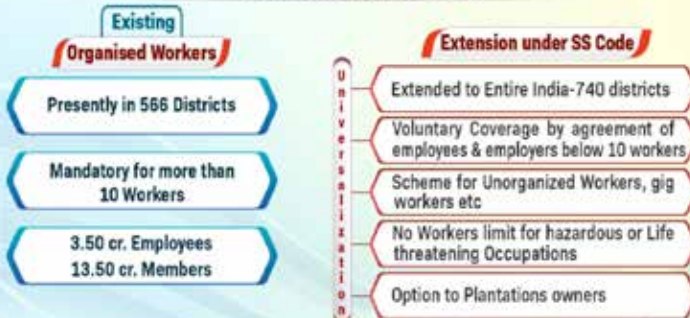 Existing
Organised Workers
Presently in 566 Districts
Mandatory for more than
10 Workers
3.50 cr. Employees
13.50 cr. Members
Extension under SS Code
Universalization
Extended to Entire India-740 districts
Voluntary Coverage by agreement of
employees & employers below 10 workers
Scheme for Unorganized Workers, gig
workers etc
No Workers limit for hazardous or Life
threatening Occupations
Option to Plantations owners